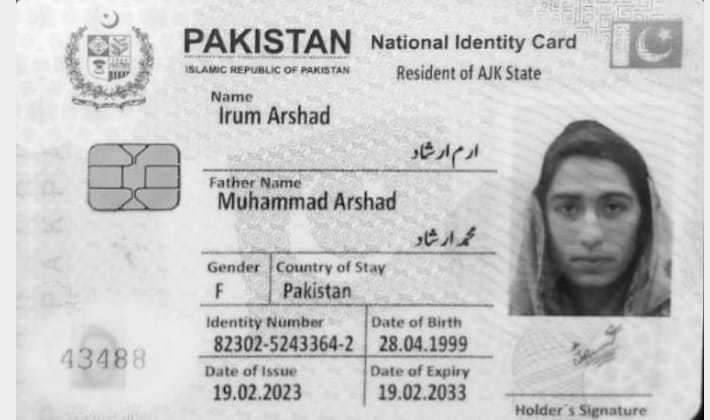 PAKISTAN National Identity Card
ISLAMIC REPUBLIC OF PAKISTAN Resident of AJK State
Name
Irum Arshad
ارم ارشاد
Father Name
Muhammad Arshad
محمد ارشاد
Gender Country of Stay
F Pakistan
Identity Number Date of Birth
82302-5243364-2 28.04.1999
Date of Issue Date of Expiry
19.02.2023 19.02.2033
43488
Holder's Signature